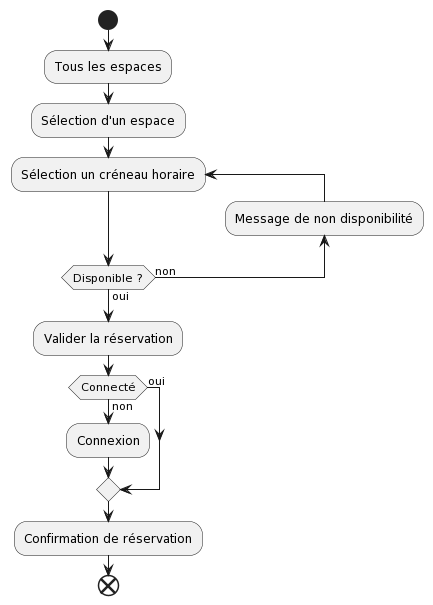 Tous les espaces
Sélection d'un espace
Sélection un créneau horaire
Message de non disponibilité
Disponible ?
non
oui
Valider la réservation
Connecté
oui
non
Connexion
Confirmation de réservation